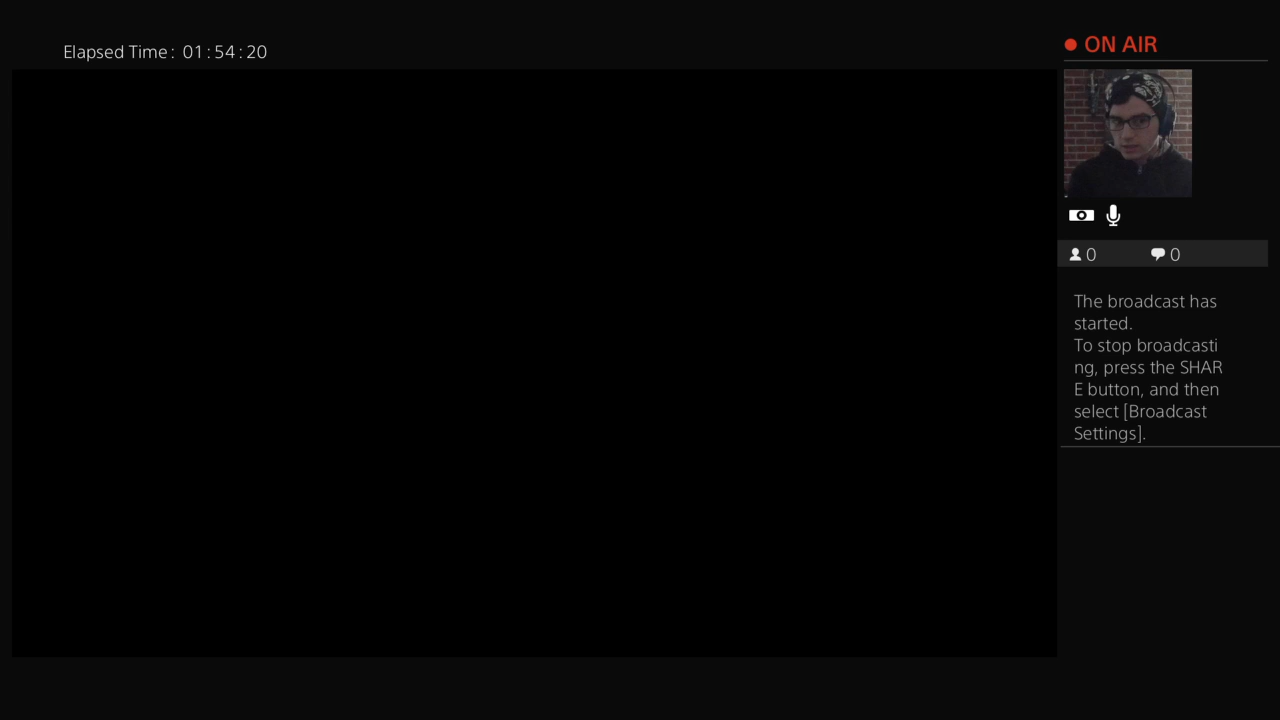 Elapsed Time: 01:54:20
ON AIR
0 0
The broadcast has
started.
To stop broadcasti
ng, press the SHAR
E button, and then
select [Broadcast
Settings].